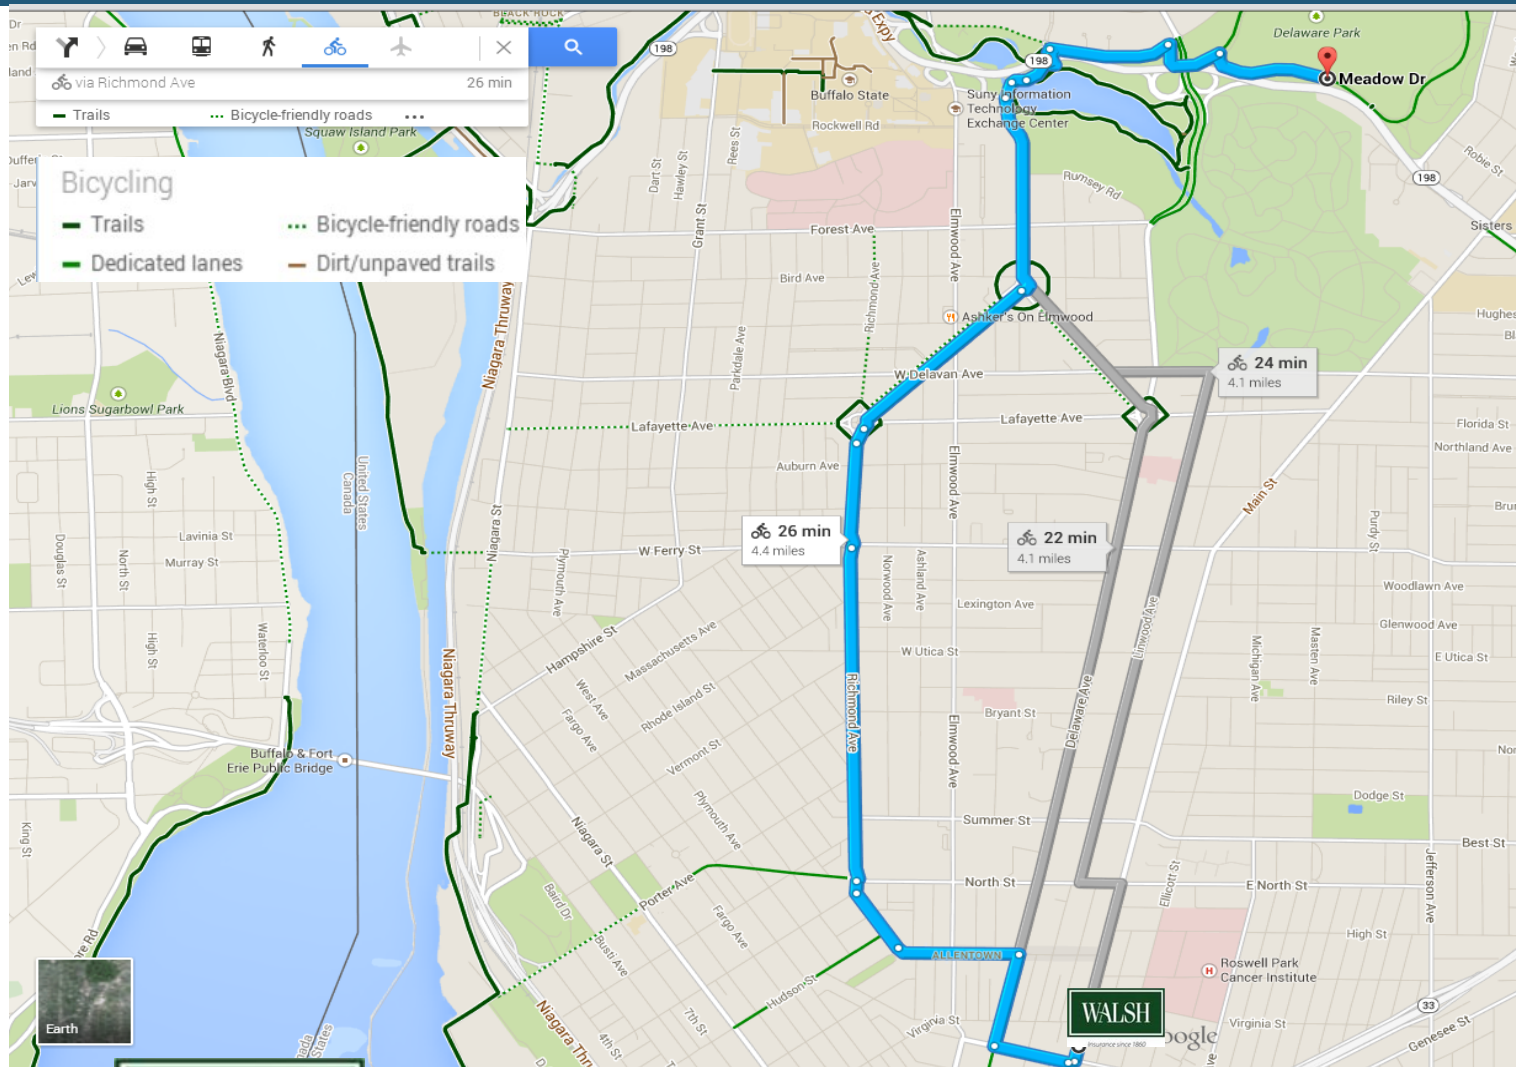 BLACK ROCK
198
via Richmond Ave
26 min
Trails
Bicycle-friendly roads
Squaw Island Park
Bicycling
Trails
Bicycle-friendly roads
Dedicated lanes
Dirt/unpaved trails
Expy
198
Delaware Park
Meadow Dr
Buffalo State
Suny Information
Technology
Exchange Center
Rockwell Rd
Rees St
Dart St
Hawley St
Grant St
Robie St
Rumsey Rd
198
Sisters
Forest Ave
Elmwood Ave
Bird Ave
Richmond Ave
Niagara Thruway
Ashker's On Elmwood
Parkdale Ave
Niagara Blvd
W Delavan Ave
24 min
4.1 miles
Lions Sugarbowl Park
Lafayette Ave
Lafayette Ave
Florida St
Northland Ave
Auburn Ave
Elmwood Ave
Main St
High St
United States
Canada
Niagara St
Purdy St
Lavinia St
Murray St
Douglas St
North St
26 min
4.4 miles
22 min
4.1 miles
W Ferry St
Plymouth Ave
Norwood Ave
Ashland Ave
Woodlawn Ave
Lexington Ave
Linwood Ave
Glenwood Ave
High St
Waterloo St
Hampshire St
Massachusetts Ave
W Utica St
Michigan Ave
Masten Ave
E Utica St
Niagara Thruway
West Ave
Fargo Ave
Rhode Island St
Richmond Ave
Bryant St
Delaware Ave
Riley St
Elmwood Ave
Vermont St
Buffalo & Fort
Erie Public Bridge
Plymouth Ave
Dodge St
King St
Niagara St
Summer St
Best St
Porter Ave
North St
E North St
Ellicott St
Jefferson Ave
Baird Dr
Fargo Ave
Busti Ave
High St
ALLENTOWN
Roswell Park
Cancer Institute
Hudson St
WALSH
Insurance since 1860
33
Earth
Niagara Thru
7th St
4th St
Virginia St
Virginia St
Genesee St